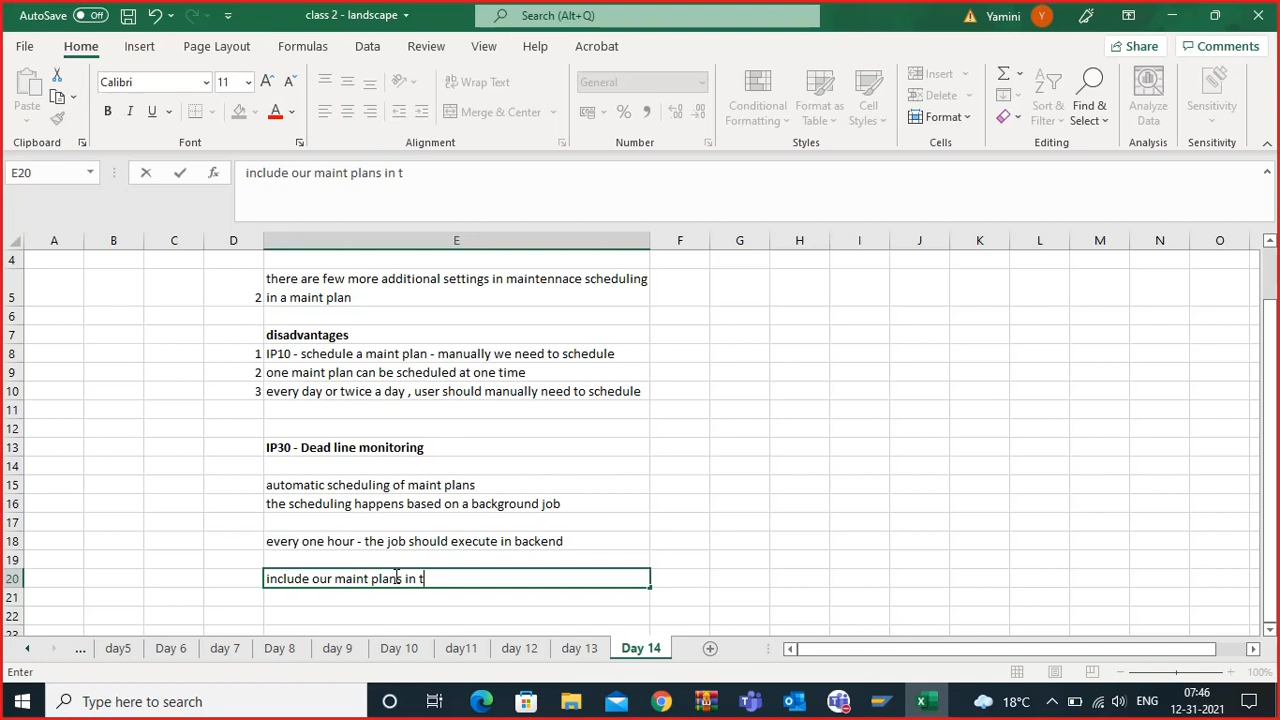 AutoSave Off class 2 - landscape Search (Alt+Q) Yamini Y
File Home Insert Page Layout Formulas Data Review View Help Acrobat Share Comments
Paste Calibri 11 Wrap Text General Conditional Formatting Format as Table Cell Styles Insert Delete Format Sort & Filter Find & Select Analyze Data Sensitivity
B I U Merge & Center
Clipboard Font Alignment Number Styles Cells Editing Analysis Sensitivity
E20 fx include our maint plans in t
A B C D E F G H I J K L M N O
4
there are few more additional settings in maintennace scheduling
5 2 in a maint plan
6
7 disadvantages
8 1 IP10 - schedule a maint plan - manually we need to schedule
9 2 one maint plan can be scheduled at one time
10 3 every day or twice a day , user should manually need to schedule
11
12
13 IP30 - Dead line monitoring
14
15 automatic scheduling of maint plans
16 the scheduling happens based on a background job
17
18 every one hour - the job should execute in backend
19
20 include our maint plans in t
21
22
23
... day5 Day 6 day 7 Day 8 day 9 Day 10 day11 day 12 day 13 Day 14
Enter 100%
Type here to search 18°C ENG 07:46
12-31-2021